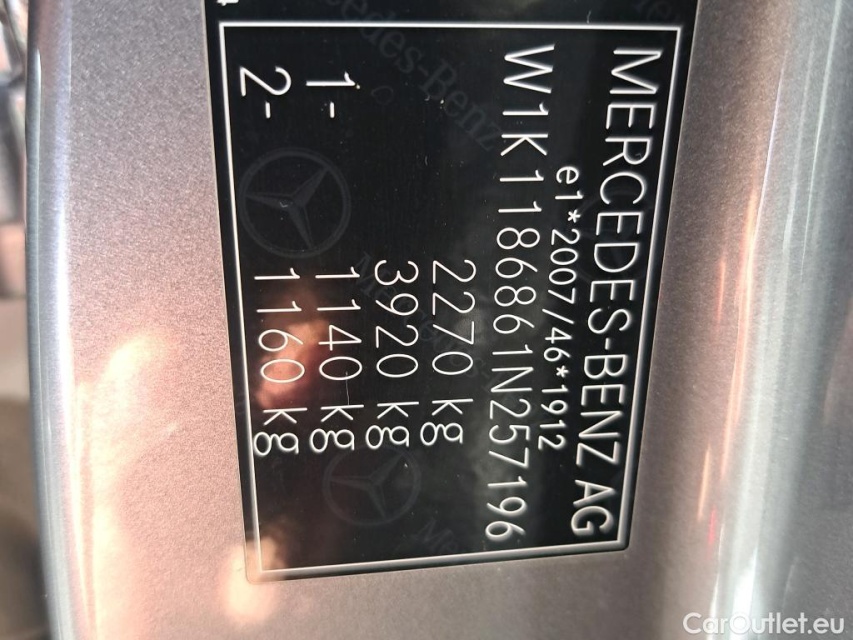 MERCEDES-BENZ AG
e1*2007/46*1912
W1K1186861N257196
2270 kg
3920 kg
1- 1140 kg
2- 1160 kg
CarOutlet.eu